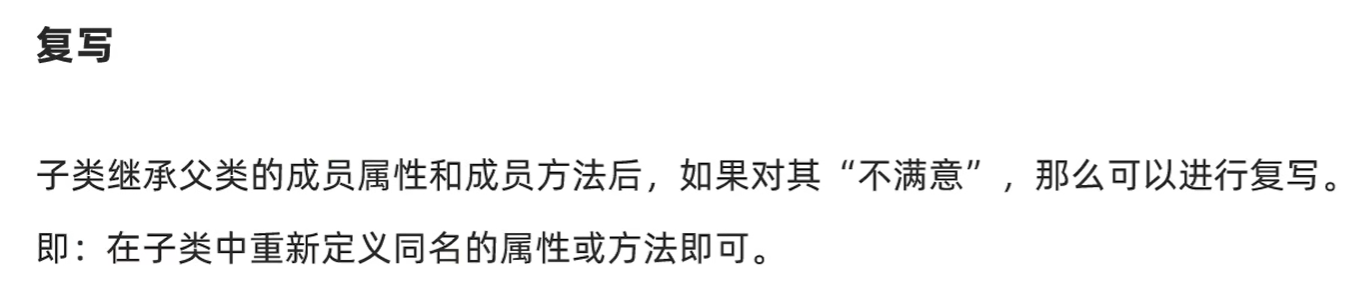 复写
子类继承父类的成员属性和成员方法后，如果对其“不满意”，那么可以进行复写。
即：在子类中重新定义同名的属性或方法即可。